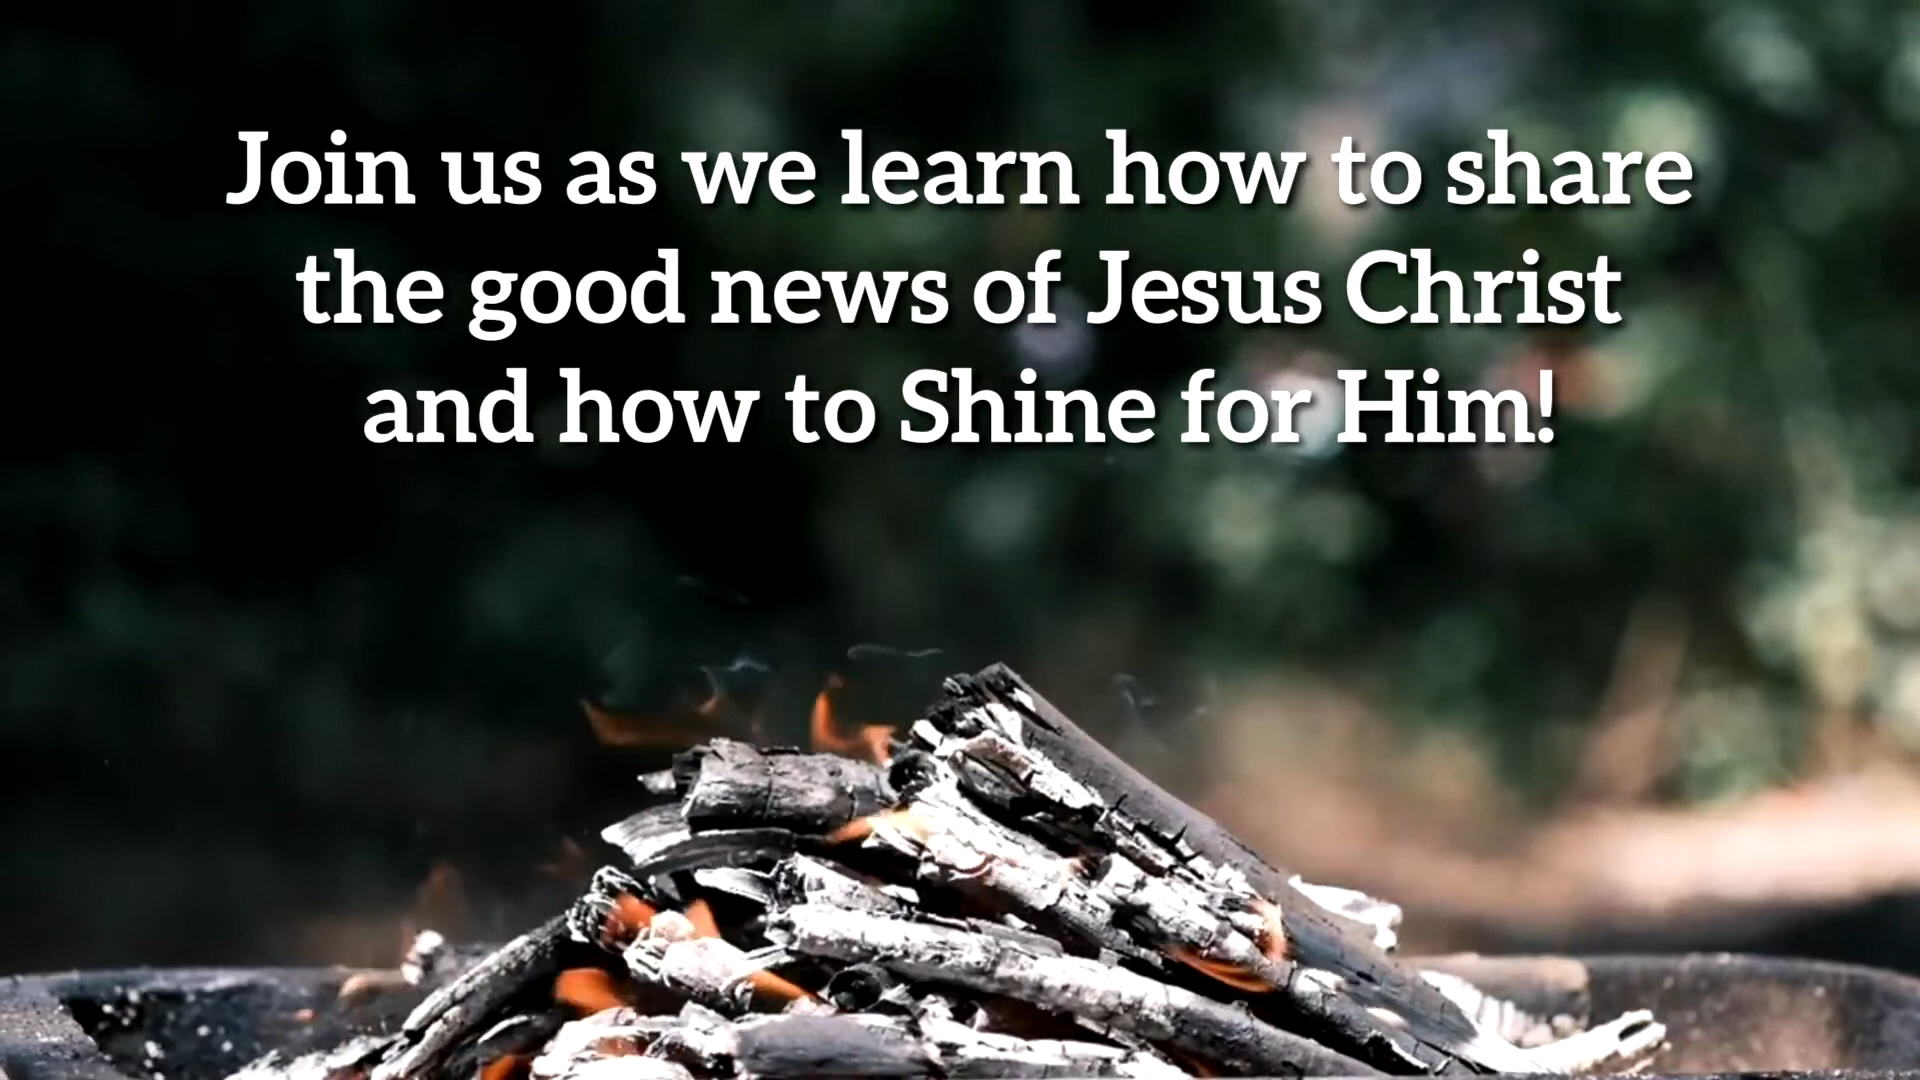 Join us as we learn how to share
the good news of Jesus Christ
and how to Shine for Him!